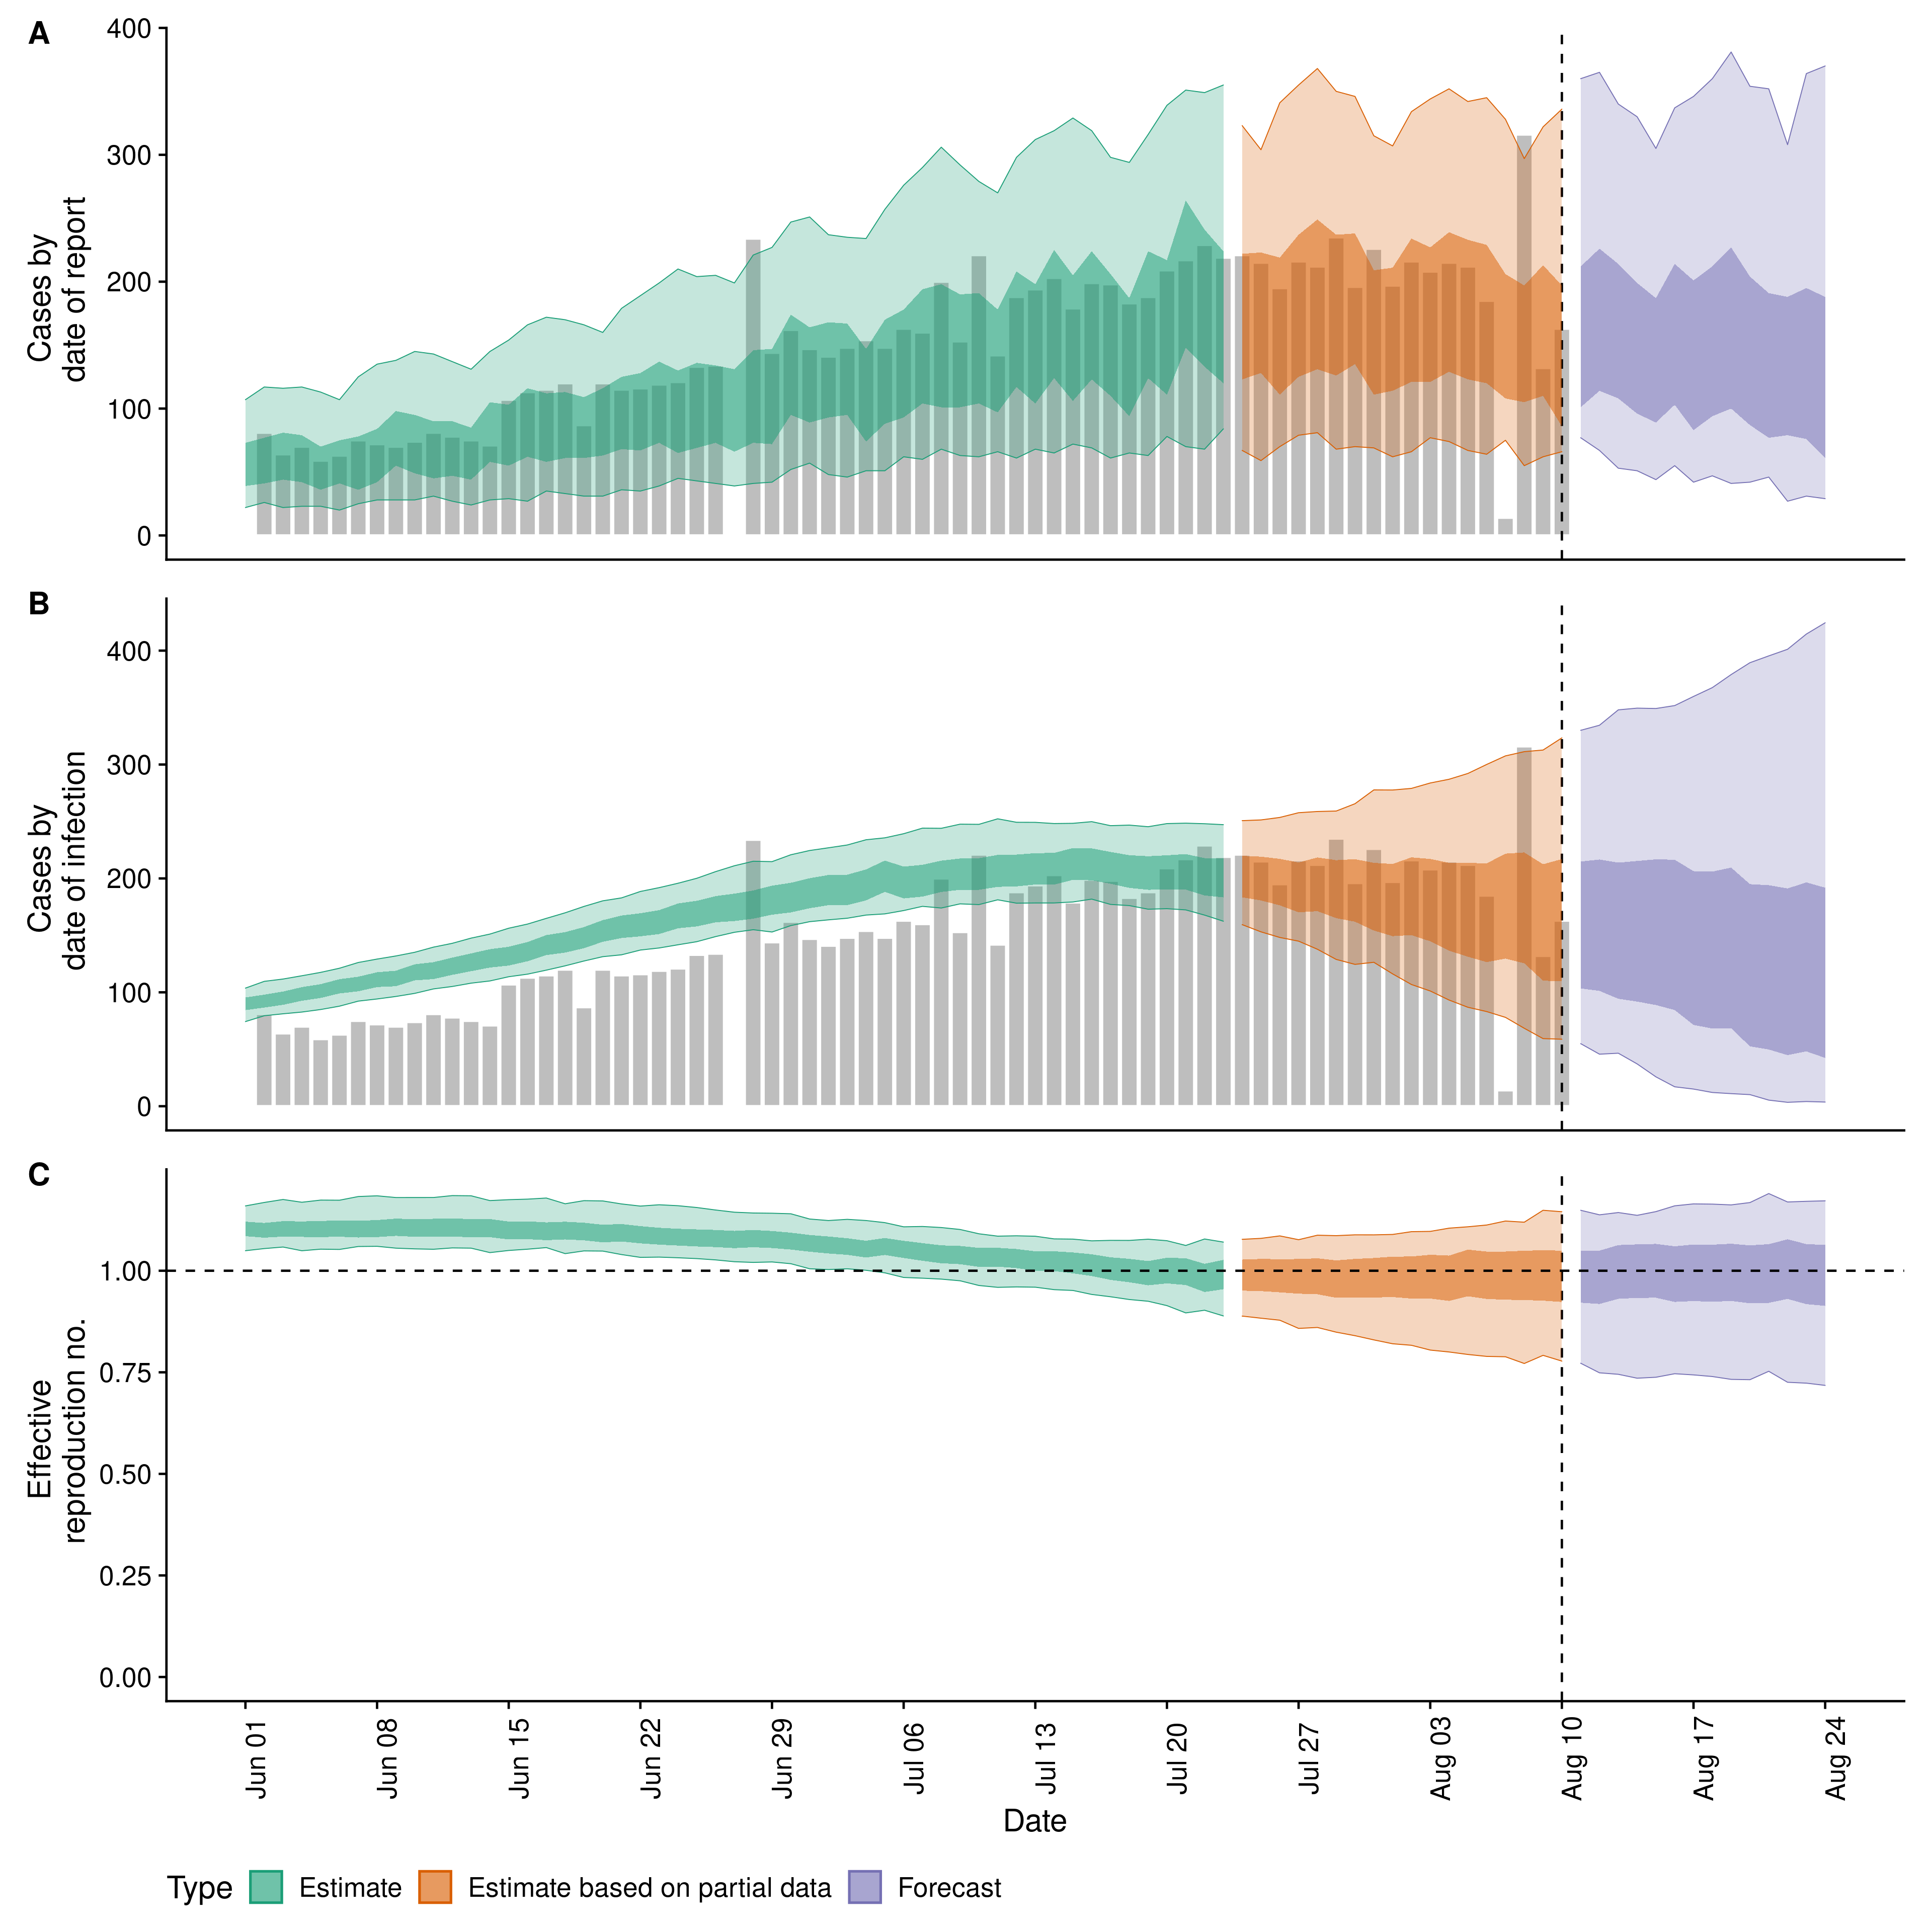 A
400
300
200
100
0
Cases by
date of report
B
400
300
200
100
0
Cases by
date of infection
C
1.00
0.75
0.50
0.25
0.00
Effective
reproduction no.
Jun 01
Jun 08
Jun 15
Jun 22
Jun 29
Jul 06
Jul 13
Jul 20
Jul 27
Aug 03
Aug 10
Aug 17
Aug 24
Date
Type Estimate Estimate based on partial data Forecast